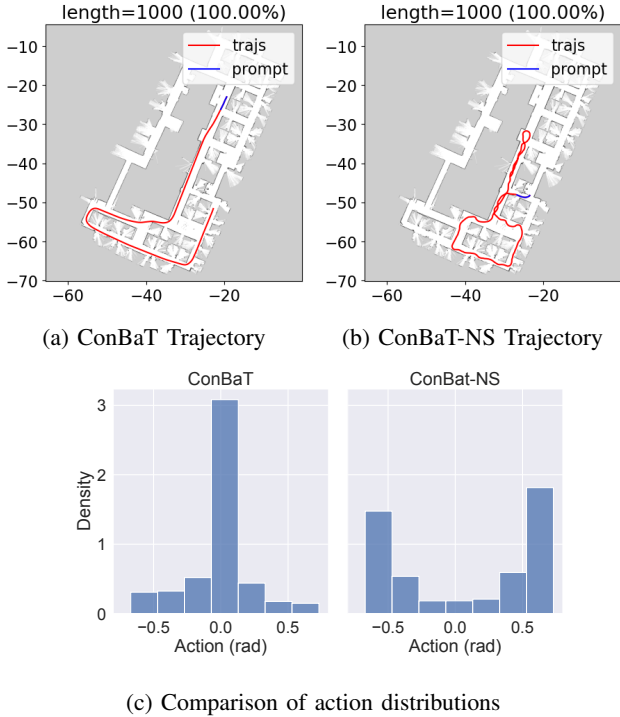 length=1000 (100.00%)
trajs
prompt
−10
−20
−30
−40
−50
−60
−70
−60
−40
−20
(a) ConBaT Trajectory
length=1000 (100.00%)
trajs
prompt
−10
−20
−30
−40
−50
−60
−70
−60
−40
−20
(b) ConBaT-NS Trajectory
ConBaT
ConBat-NS
Density
3
2
1
0
−0.5
0.0
0.5
Action (rad)
−0.5
0.0
0.5
Action (rad)
(c) Comparison of action distributions